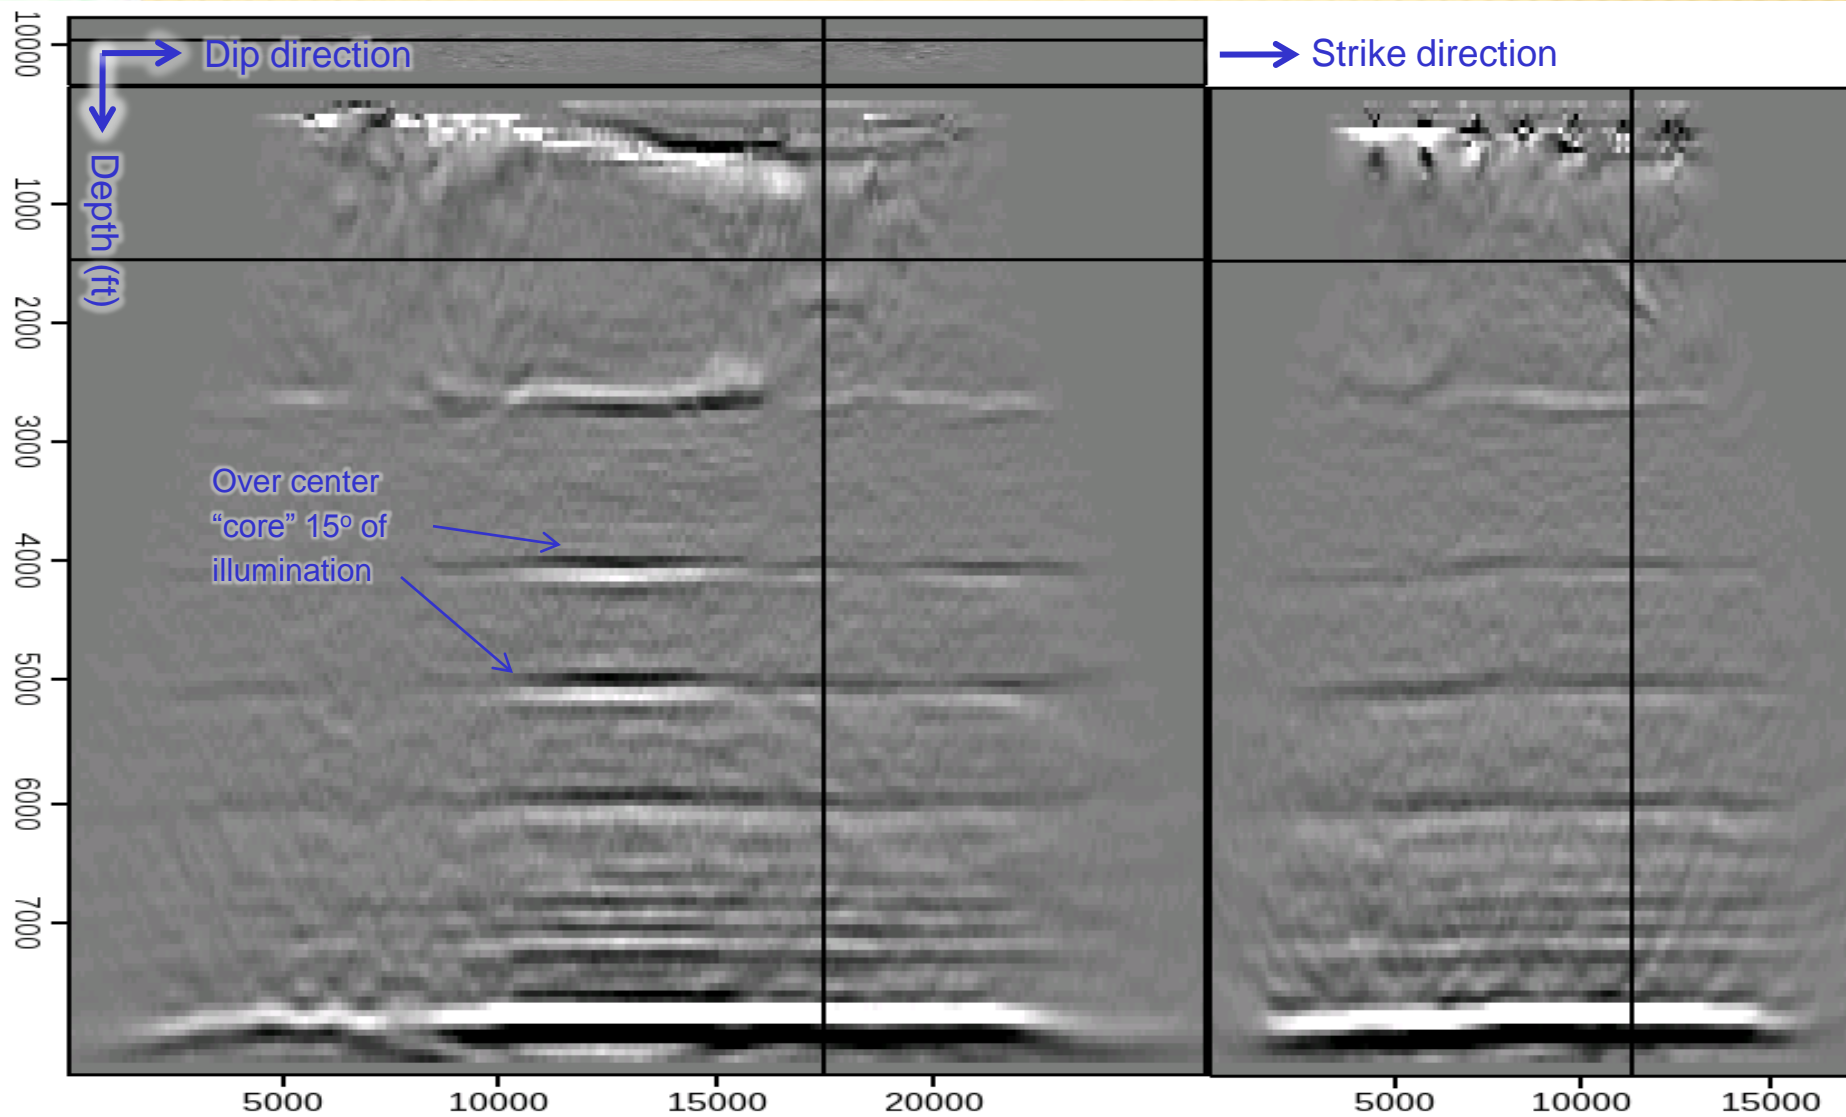 10000
Dip direction
Strike direction
Depth (ft)
1000
2000
3000
Over center
“core” 15º of
illumination
4000
5000
6000
7000
5000
10000
15000
20000
5000
10000
15000